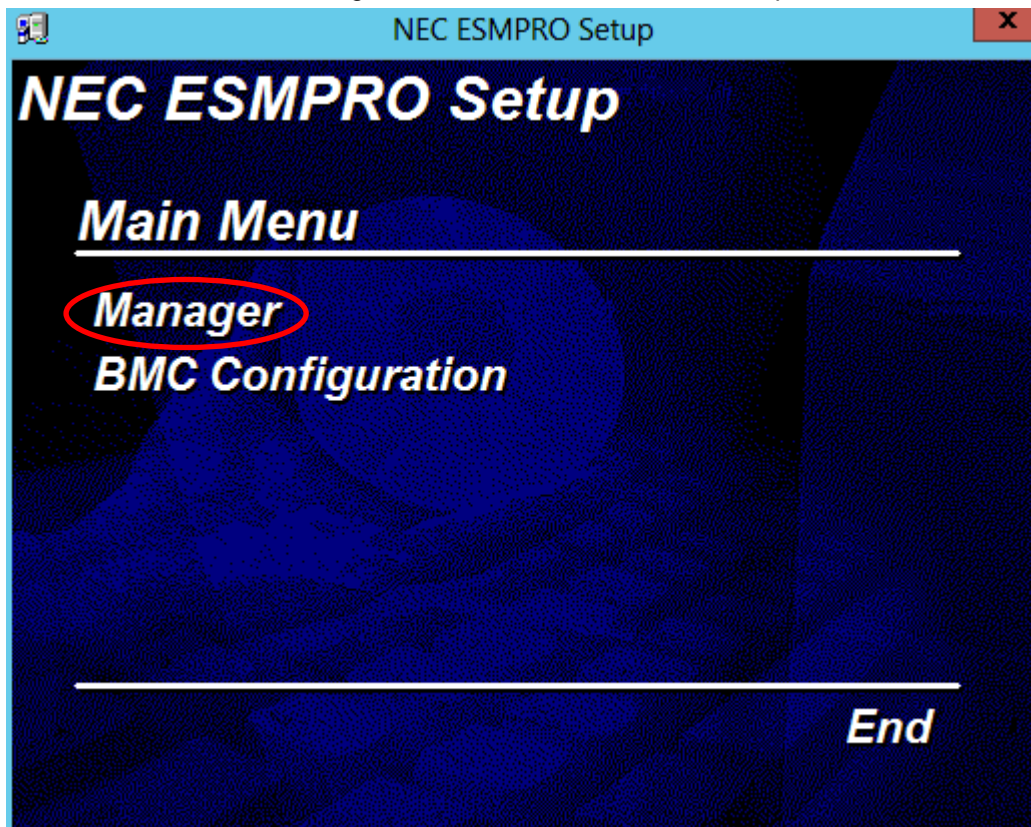 NEC ESMPRO Setup
X
NEC ESMPRO Setup
Main Menu
Manager
BMC Configuration
End